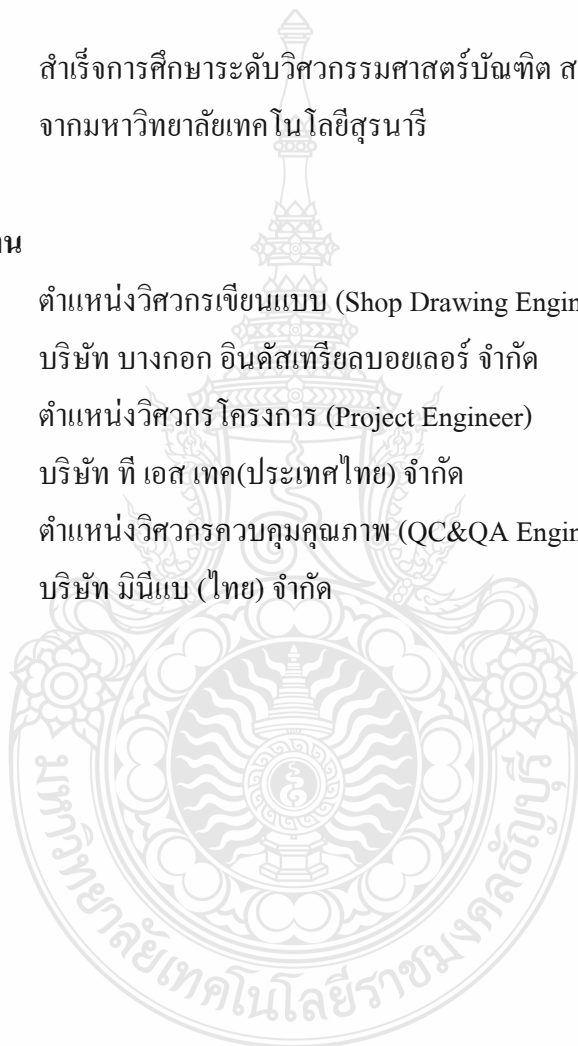 สำเร็จการศึกษาระดับวิศวกรรมศาสตร์บัณฑิต ส
จากมหาวิทยาลัยเทคโนโลยีสุรนารี
าน
ตำแหน่งวิศวกรเขียนแบบ (Shop Drawing Engin
บริษัท บางกอก อินดัสเทรียลบอยเลอร์ จำกัด
ตำแหน่งวิศวกรโครงการ (Project Engineer)
บริษัท ที เอส เทค(ประเทศไทย) จำกัด
ตำแหน่งวิศวกรควบคุมคุณภาพ (QC&QA Engin
บริษัท มินีแบ (ไทย) จำกัด
มหาวิทยาลัยเทคโนโลยีราชมงคลธัญบุรี